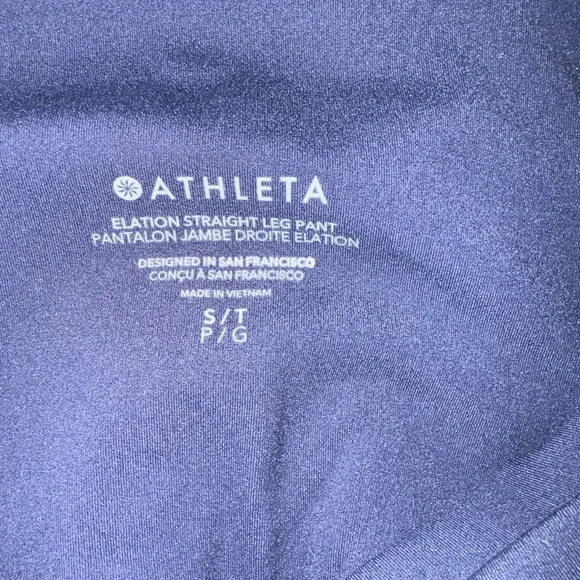 ATHLETA
ELATION STRAIGHT LEG PANT
PANTALON JAMBE DROITE ELATION
DESIGNED IN SAN FRANCISCO
CONÇU À SAN FRANCISCO
MADE IN VIETNAM
S/T
P/G